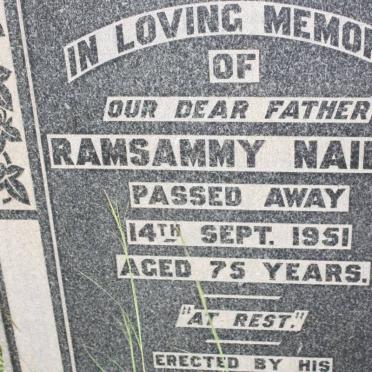 IN LOVING MEMO
OF
OUR DEAR FATHER
RAMSAMMY NAI
PASSED AWAY
14TH SEPT. 1951
AGED 75 YEARS.
"AT REST."
ERECTED BY HIS